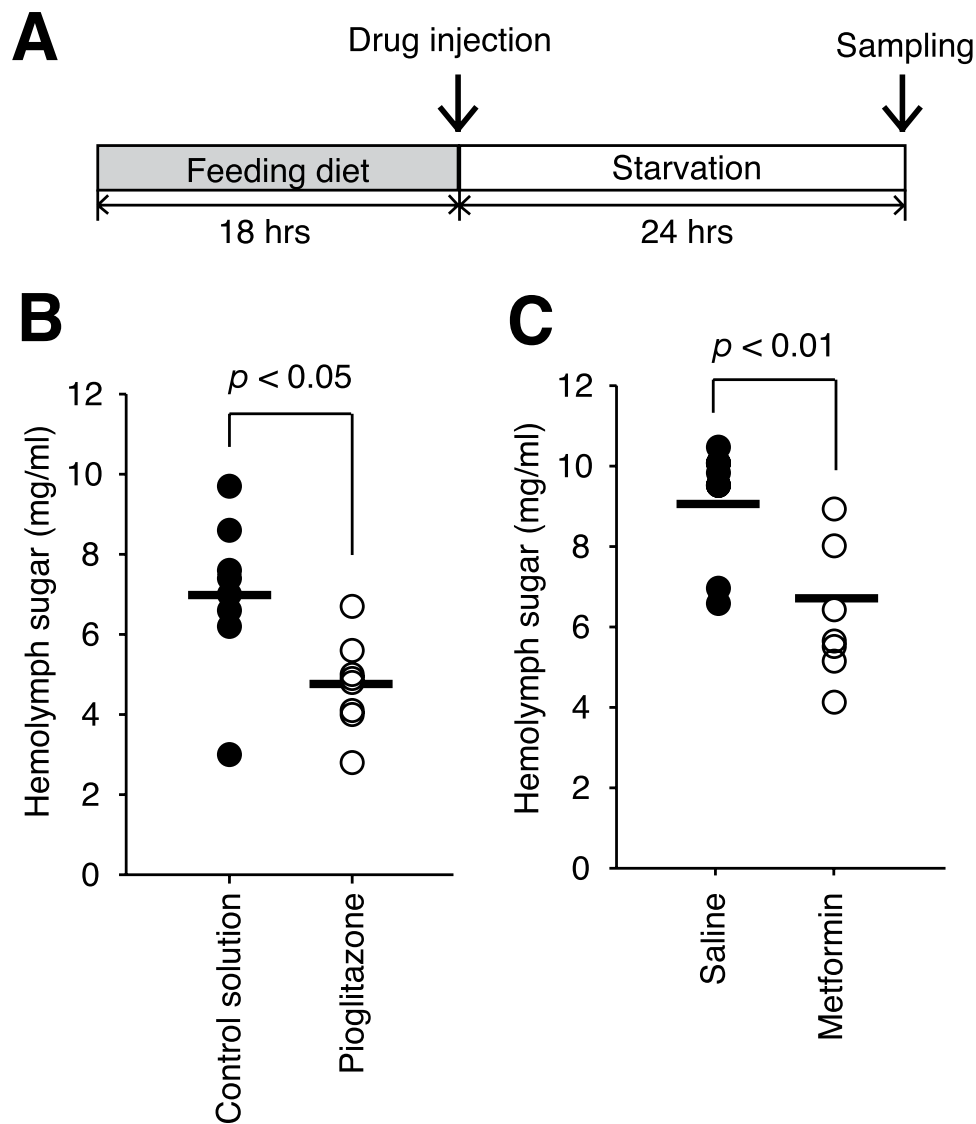 A
Drug injection
Sampling
Feeding diet
Starvation
18 hrs
24 hrs
B
p < 0.05
Hemolymph sugar (mg/ml)
12
10
8
6
4
2
0
Control solution
Pioglitazone
C
p < 0.01
Hemolymph sugar (mg/ml)
12
10
8
6
4
2
0
Saline
Metformin